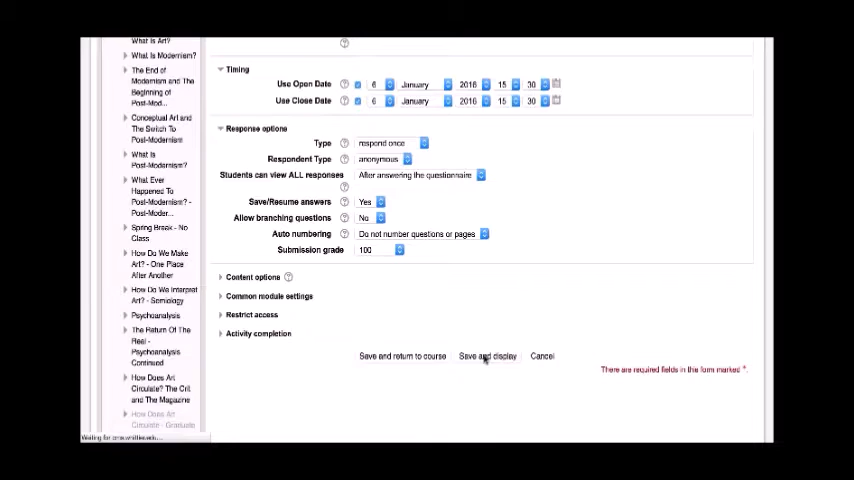 What Is Art?
What Is Modernism?
The End of
Modernism and The
Beginning of
Post-Mod...
Conceptual Art and
The Switch To
Post-Modernism
What Is
Post-Modernism?
What Ever
Happened To
Post-Modernism? -
Post-Moder...
Spring Break - No
Class
How Do We Make
Art? - One Place
After Another
How Do We Interpret
Art? - Semiology
Psychoanalysis
The Return Of The
Real -
Psychoanalysis
Continued
How Does Art
Circulate? The Crit
and The Magazine
How Does Art
Circulate - Graduate
Timing
Use Open Date 6 January 2016 15 30
Use Close Date 6 January 2016 15 30
Response options
Type respond once
Respondent Type anonymous
Students can view ALL responses After answering the questionnaire
Save/Resume answers Yes
Allow branching questions No
Auto numbering Do not number questions or pages
Submission grade 100
Content options
Common module settings
Restrict access
Activity completion
Save and return to course Save and display Cancel
There are required fields in this form marked *.